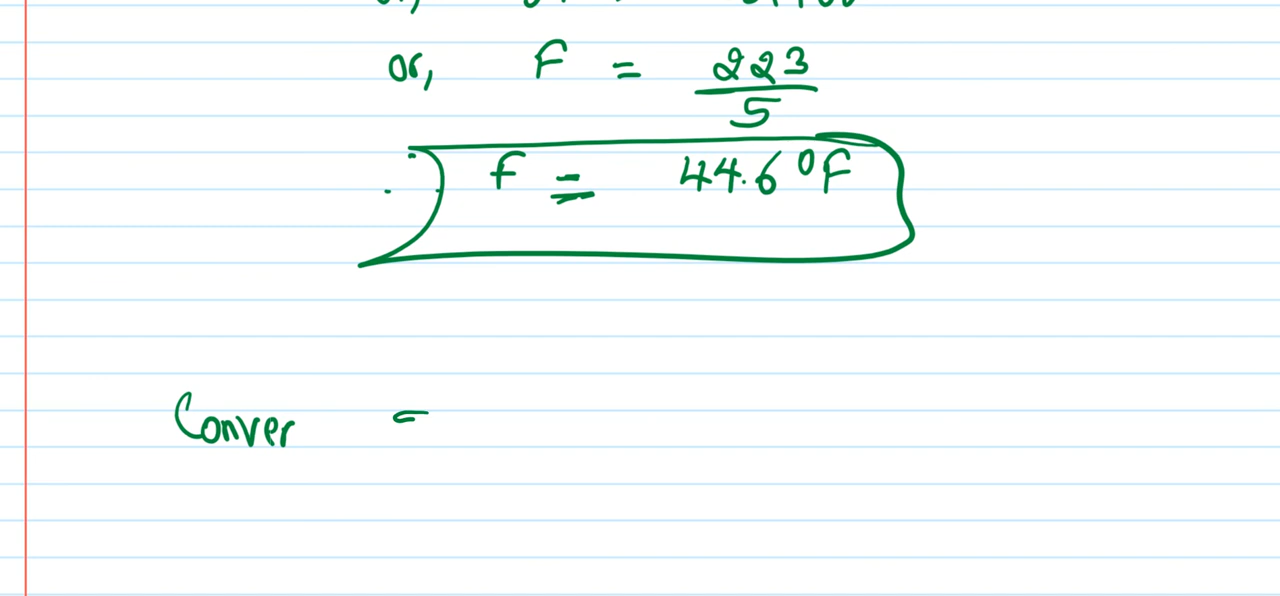 or, F = 223/5
F = 44.6°F
Conver =